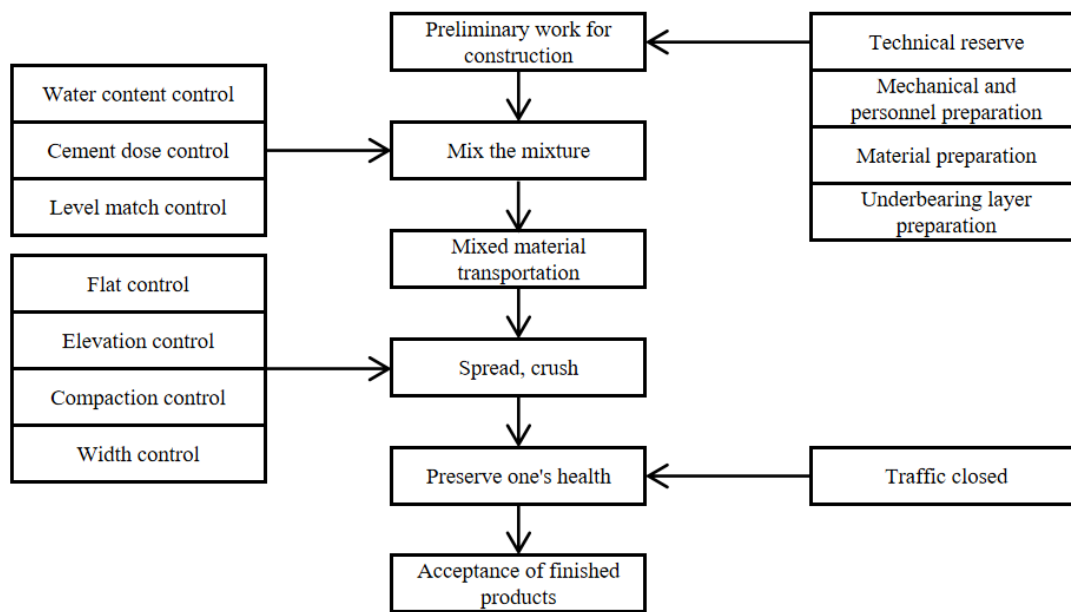 Preliminary work for
construction
Technical reserve
Mechanical and
personnel preparation
Material preparation
Underbearing layer
preparation
Water content control
Cement dose control
Level match control
Mix the mixture
Mixed material
transportation
Flat control
Elevation control
Compaction control
Width control
Spread, crush
Preserve one's health
Traffic closed
Acceptance of finished
products